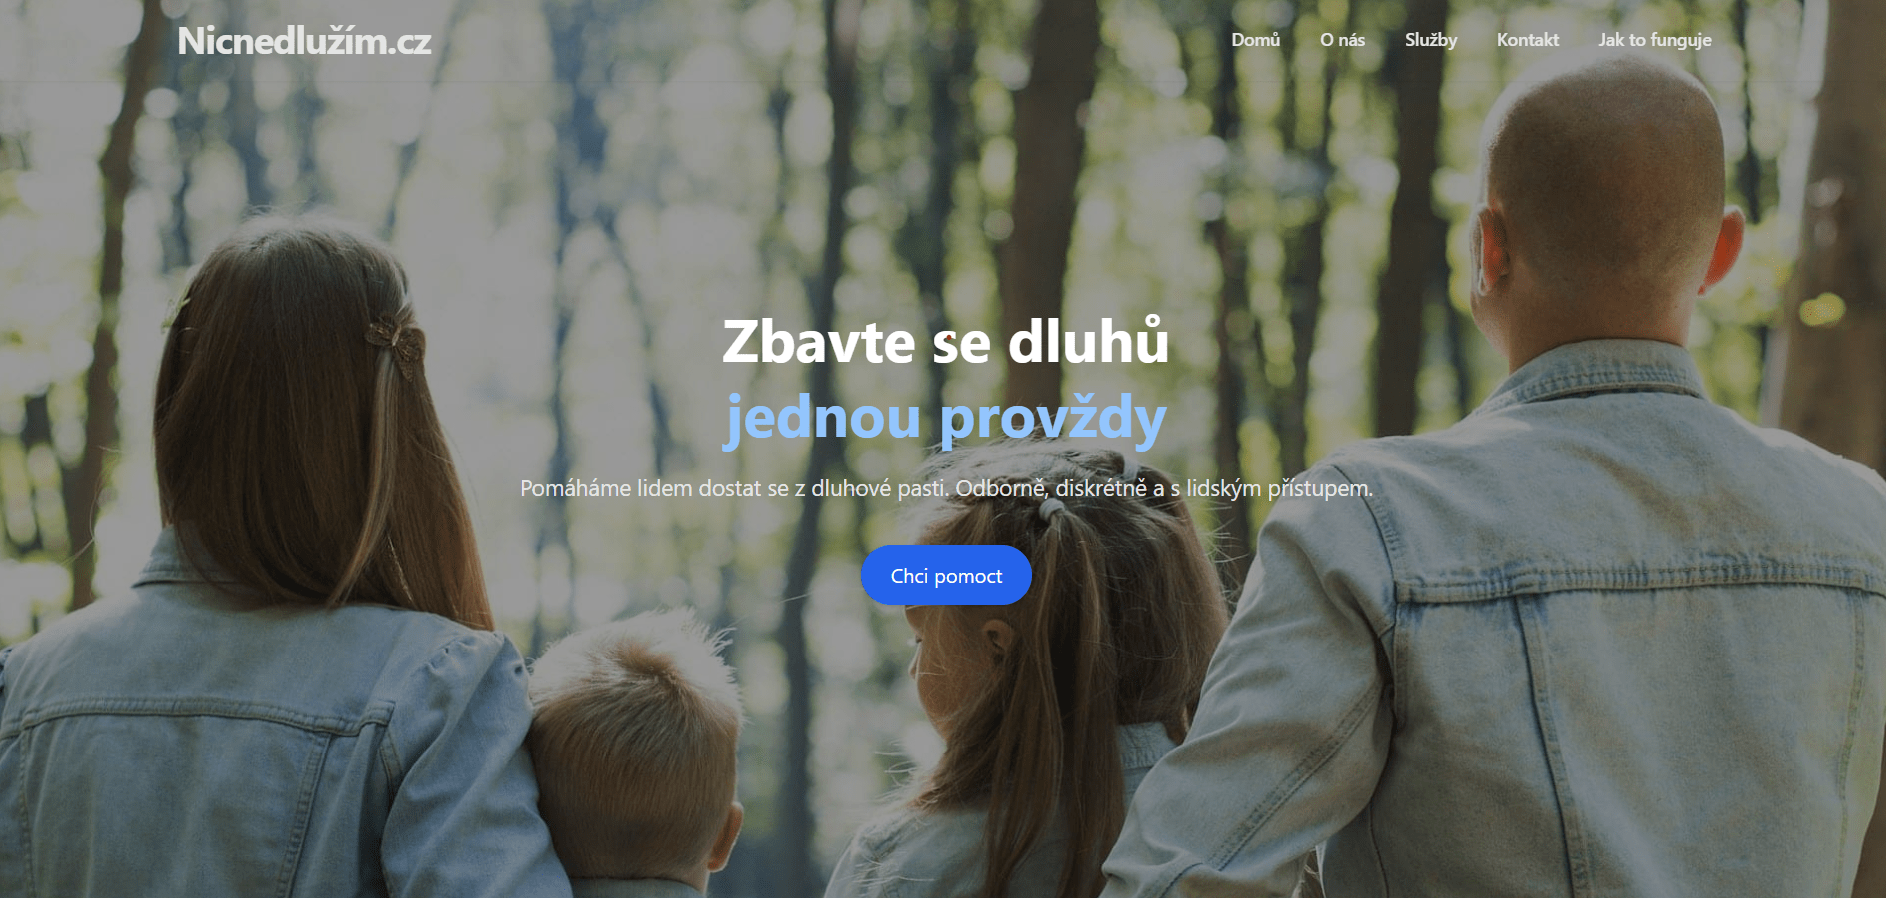 Nicnedlužím.cz
Domů O nás Služby Kontakt Jak to funguje
Zbavte se dluhů
jednou provždy
Pomáháme lidem dostat se z dluhové pasti. Odborně, diskrétně a s lidským přístupem.
Chci pomoct